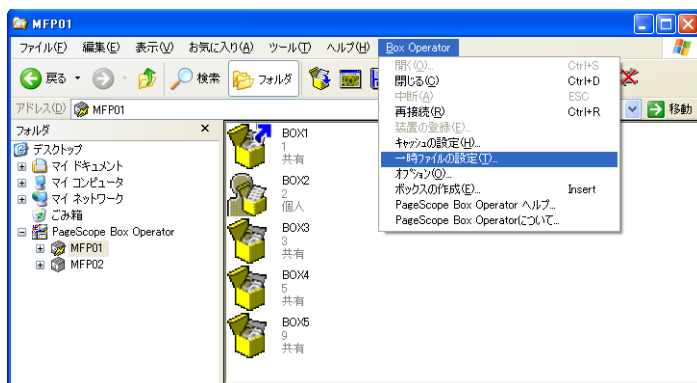 MFP01
ファイル(F) 編集(E) 表示(V) お気に入り(A) ツール(T) ヘルプ(H) Box Operator
戻る 検索 フォルダ
アドレス(D) MFP01 移動
開く(O)... Ctrl+S
閉じる(C) Ctrl+D
中断(A) ESC
再接続(R) Ctrl+R
装置の登録(E)...
キャッシュの設定(H)...
一時ファイルの設定(T)...
オプション(O)...
ボックスの作成(E)... Insert
PageScope Box Operator ヘルプ...
PageScope Box Operatorについて...
フォルダ ×
デスクトップ
マイ ドキュメント
マイ コンピュータ
マイ ネットワーク
ごみ箱
PageScope Box Operator
MFP01
MFP02
BOX1
1
共有
BOX2
2
個人
BOX3
3
共有
BOX4
5
共有
BOX5
9
共有